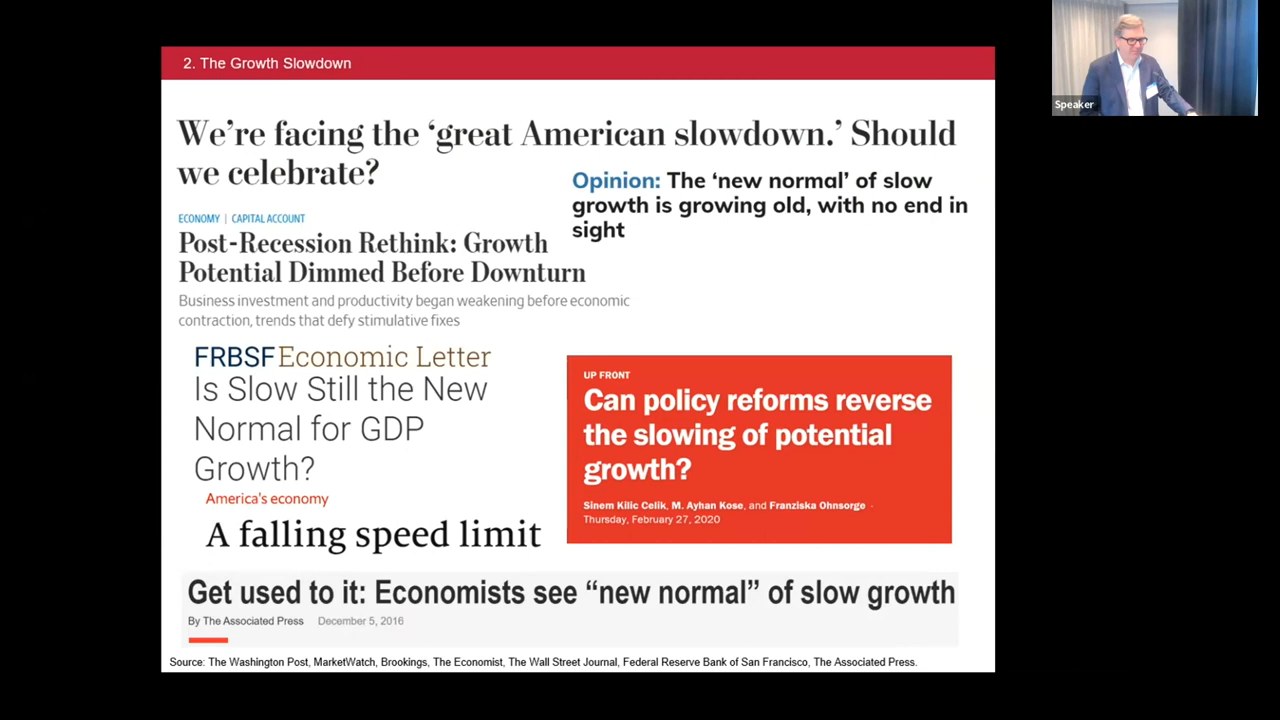 2. The Growth Slowdown
Speaker
We’re facing the ‘great American slowdown.’ Should
we celebrate?
Opinion: The ‘new normal’ of slow
growth is growing old, with no end in
sight
ECONOMY | CAPITAL ACCOUNT
Post-Recession Rethink: Growth
Potential Dimmed Before Downturn
Business investment and productivity began weakening before economic
contraction, trends that defy stimulative fixes
FRBSF Economic Letter
Is Slow Still the New
Normal for GDP
Growth?
UP FRONT
Can policy reforms reverse
the slowing of potential
growth?
Sinem Kilic Celik, M. Ayhan Kose, and Franziska Ohnsorge ·
Thursday, February 27, 2020
America's economy
A falling speed limit
Get used to it: Economists see “new normal” of slow growth
By The Associated Press December 5, 2016
Source: The Washington Post, MarketWatch, Brookings, The Economist, The Wall Street Journal, Federal Reserve Bank of San Francisco, The Associated Press.